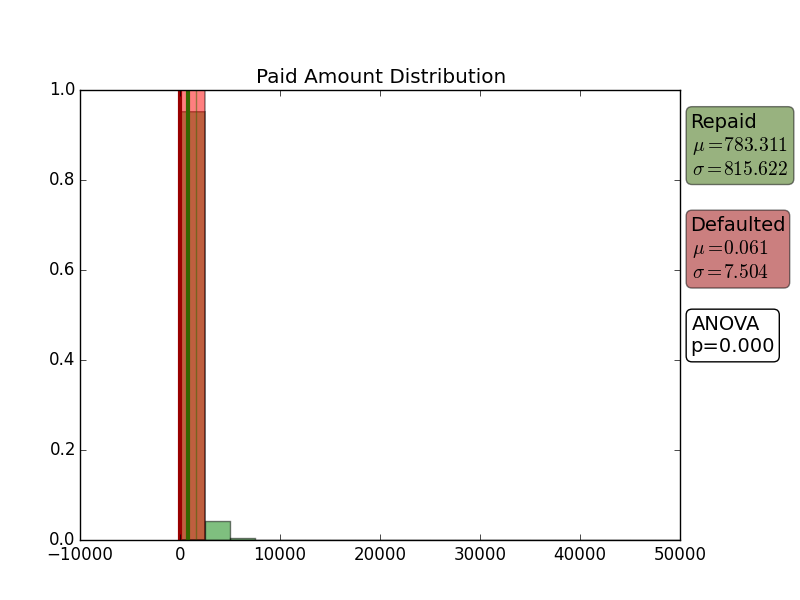 Paid Amount Distribution
1.0
0.8
0.6
0.4
0.2
0.0
−10000 0 10000 20000 30000 40000 50000
Repaid
μ=783.311
σ=815.622
Defaulted
μ=0.061
σ=7.504
ANOVA
p=0.000